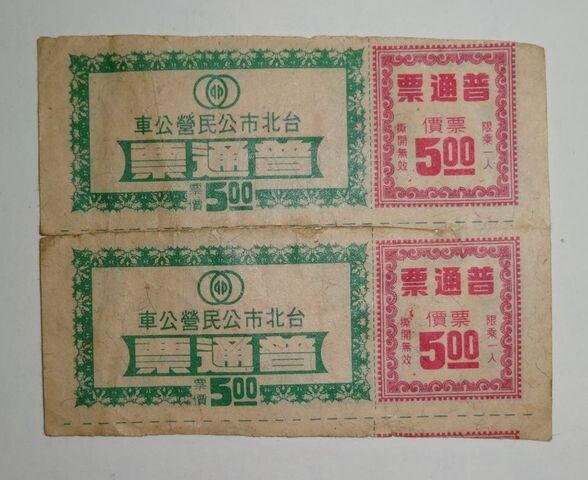 台北市公民營公車
普通票
票價5.00
普通票
票價
5.00
限乘一人
撕開無效
台北市公民營公車
普通票
票價5.00
普通票
票價
5.00
限乘一人
撕開無效